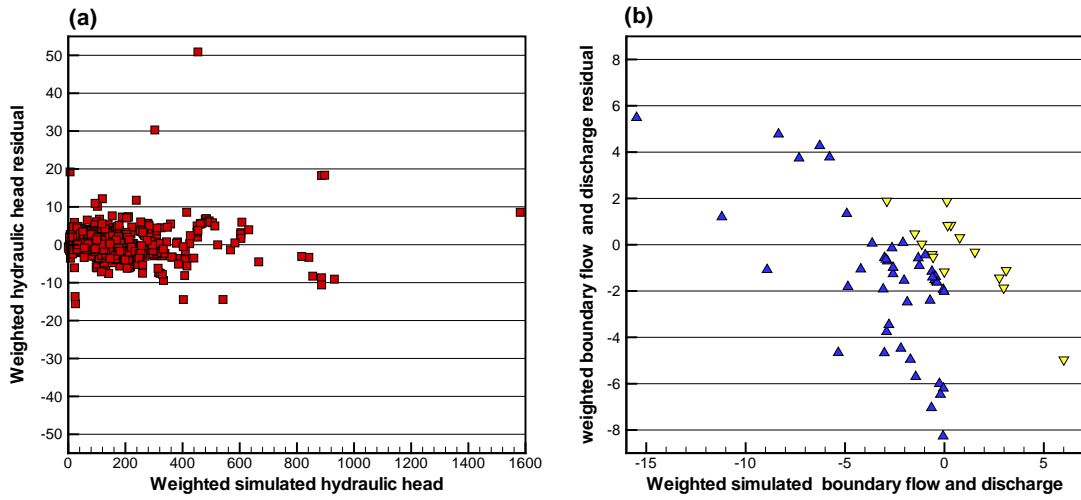 (a)
Weighted hydraulic head residual
50
40
30
20
10
0
-10
-20
-30
-40
-50
0 200 400 600 800 1000 1200 1400 1600
Weighted simulated hydraulic head
(b)
weighted boundary flow and discharge residual
8
6
4
2
0
-2
-4
-6
-8
-15 -10 -5 0 5
Weighted simulated boundary flow and discharge